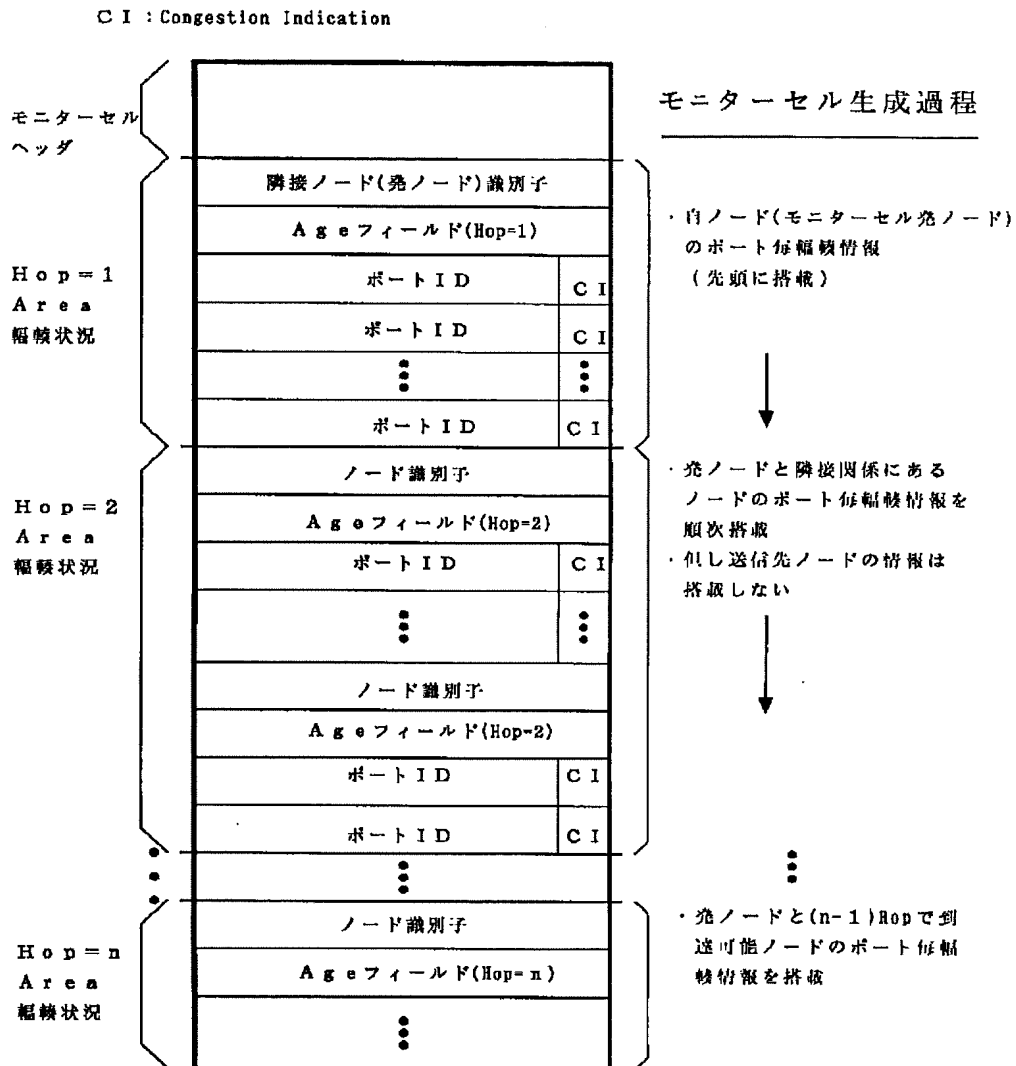 CI:Congestion Indication
モニターセル生成過程
モニターセル
ヘッダ
隣接ノード(発ノード)識別子
Ageフィールド(Hop=1)
Hop=1
Area
輻輳状況
ポートID CI
ポートID CI
ポートID CI
・自ノード(モニターセル発ノード)
のポート毎輻輳情報
(先頭に搭載)
Hop=2
Area
輻輳状況
ノード識別子
Ageフィールド(Hop=2)
ポートID CI
ノード識別子
Ageフィールド(Hop=2)
ポートID CI
ポートID CI
・発ノードと隣接関係にある
ノードのポート毎輻輳情報を
順次搭載
・但し送信先ノードの情報は
搭載しない
Hop=n
Area
輻輳状況
ノード識別子
Ageフィールド(Hop=n)
・発ノードと(n-1)Hopで到
達可能ノードのポート毎輻
輳情報を搭載